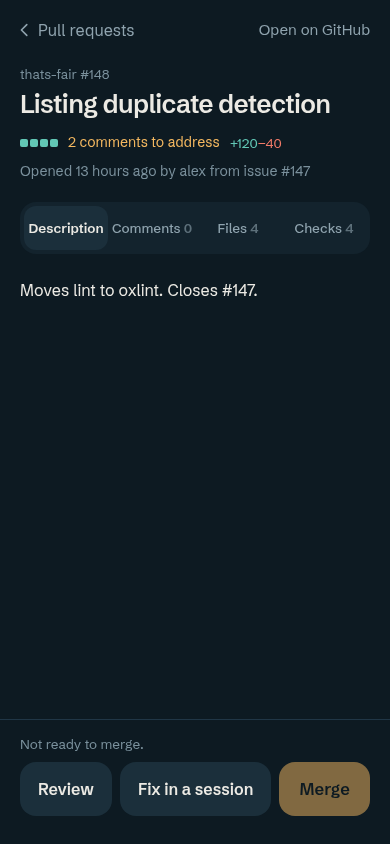 Pull requests
Open on GitHub
thats-fair #148
Listing duplicate detection
2 comments to address +120−40
Opened 13 hours ago by alex from issue #147
Description Comments 0 Files 4 Checks 4
Moves lint to oxlint. Closes #147.
Not ready to merge.
Review Fix in a session Merge